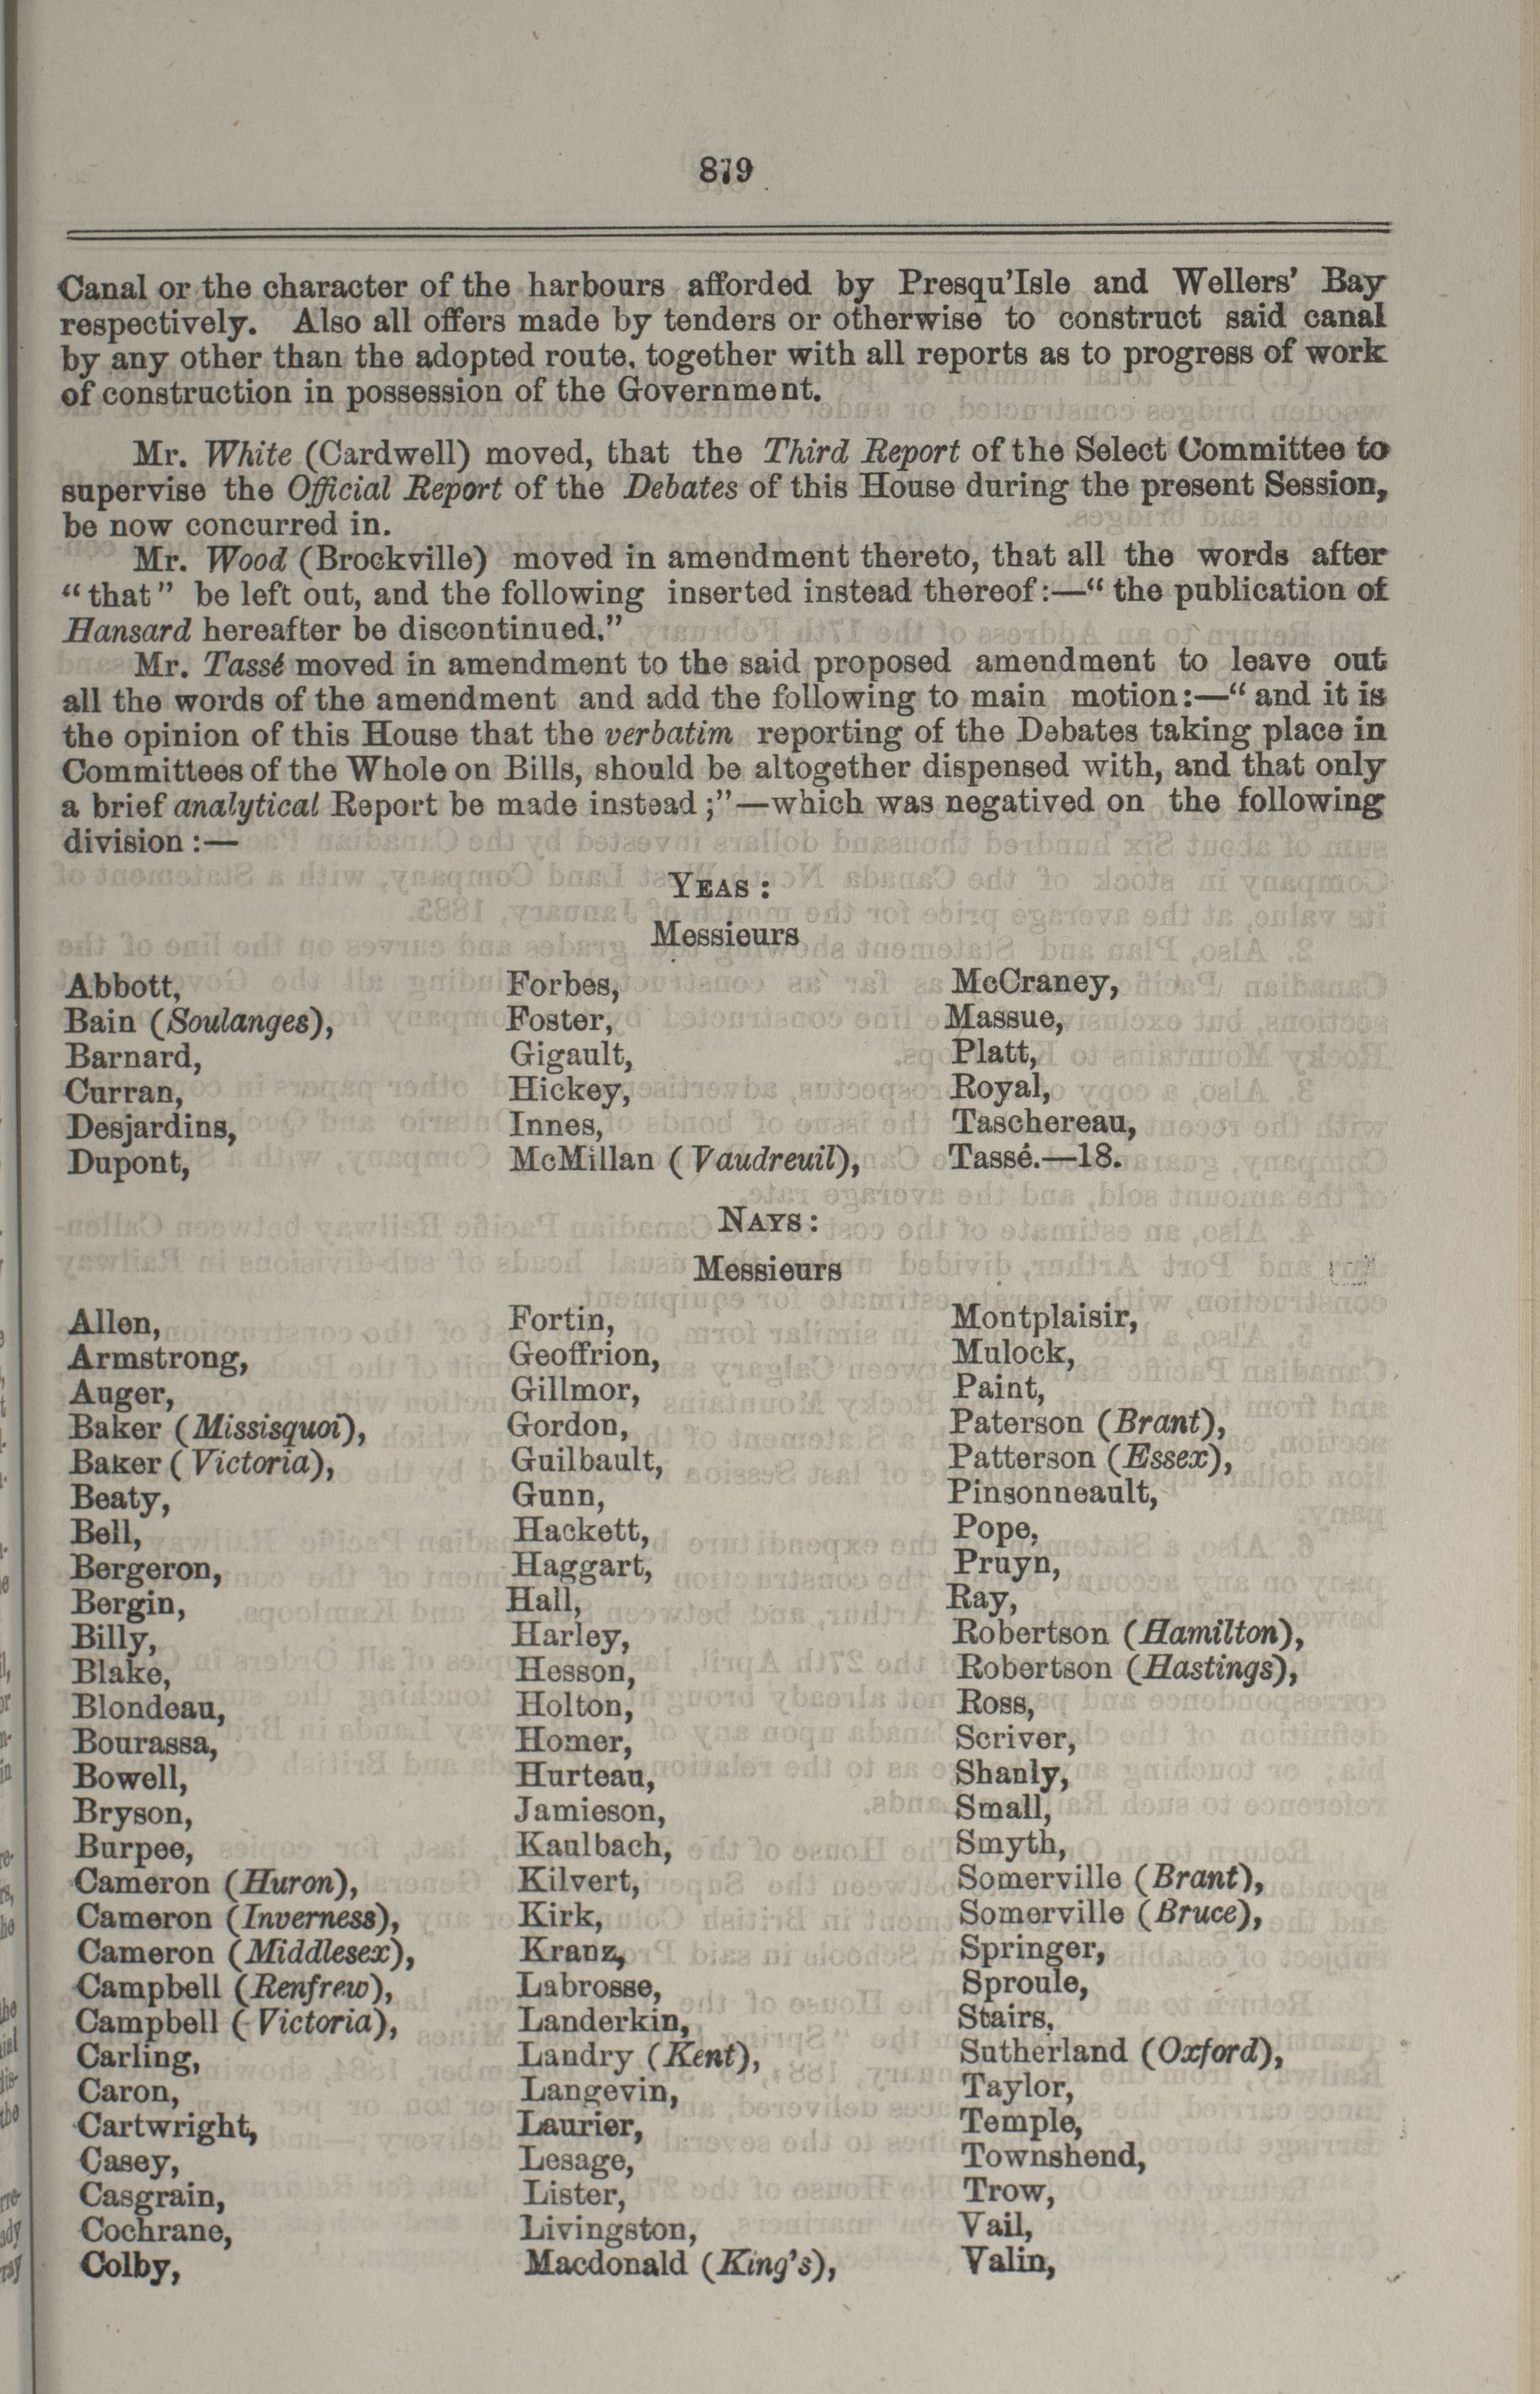 879
Canal or the character of the harbours afforded by Presqu'Isle and Wellers' Bay
respectively. Also all offers made by tenders or otherwise to construct said canal
by any other than the adopted route, together with all reports as to progress of work
of construction in possession of the Government.
Mr. White (Cardwell) moved, that the Third Report of the Select Committee to
supervise the Official Report of the Debates of this House during the present Session,
be now concurred in.
Mr. Wood (Brockville) moved in amendment thereto, that all the words after
"that" be left out, and the following inserted instead thereof:—"the publication of
Hansard hereafter be discontinued."
Mr. Tassé moved in amendment to the said proposed amendment to leave out
all the words of the amendment and add the following to main motion:—"and it is
the opinion of this House that the verbatim reporting of the Debates taking place in
Committees of the Whole on Bills, should be altogether dispensed with, and that only
a brief analytical Report be made instead;"—which was negatived on the following
division:—
YEAS:
Messieurs
Abbott,
Bain (Soulanges),
Barnard,
Curran,
Desjardins,
Dupont,
Forbes,
Foster,
Gigault,
Hickey,
Innes,
McMillan (Vaudreuil),
McCraney,
Massue,
Platt,
Royal,
Taschereau,
Tassé.—18.
NAYS:
Messieurs
Allen,
Armstrong,
Auger,
Baker (Missisquoi),
Baker (Victoria),
Beaty,
Bell,
Bergeron,
Bergin,
Billy,
Blake,
Blondeau,
Bourassa,
Bowell,
Bryson,
Burpee,
Cameron (Huron),
Cameron (Inverness),
Cameron (Middlesex),
Campbell (Renfrew),
Campbell (Victoria),
Carling,
Caron,
Cartwright,
Casey,
Casgrain,
Cochrane,
Colby,
Fortin,
Geoffrion,
Gillmor,
Gordon,
Guilbault,
Gunn,
Hackett,
Haggart,
Hall,
Harley,
Hesson,
Holton,
Homer,
Hurteau,
Jamieson,
Kaulbach,
Kilvert,
Kirk,
Kranz,
Labrosse,
Landerkin,
Landry (Kent),
Langevin,
Laurier,
Lesage,
Lister,
Livingston,
Macdonald (King's),
Montplaisir,
Mulock,
Paint,
Paterson (Brant),
Patterson (Essex),
Pinsonneault,
Pope,
Pruyn,
Ray,
Robertson (Hamilton),
Robertson (Hastings),
Ross,
Scriver,
Shanly,
Small,
Smyth,
Somerville (Brant),
Somerville (Bruce),
Springer,
Sproule,
Stairs,
Sutherland (Oxford),
Taylor,
Temple,
Townshend,
Trow,
Vail,
Valin,